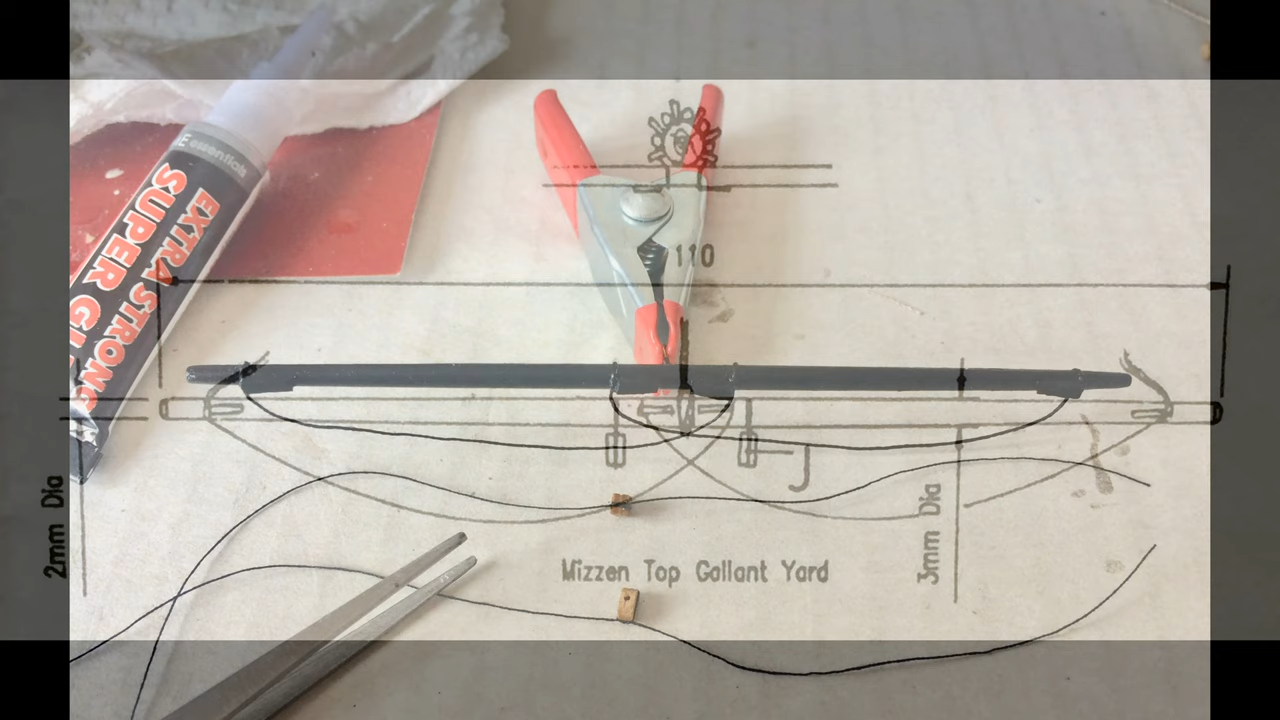 E essentials
EXTRA STRONG
SUPER GL
110
J
2mm Dia
3mm Dia
Mizzen Top Gallant Yard